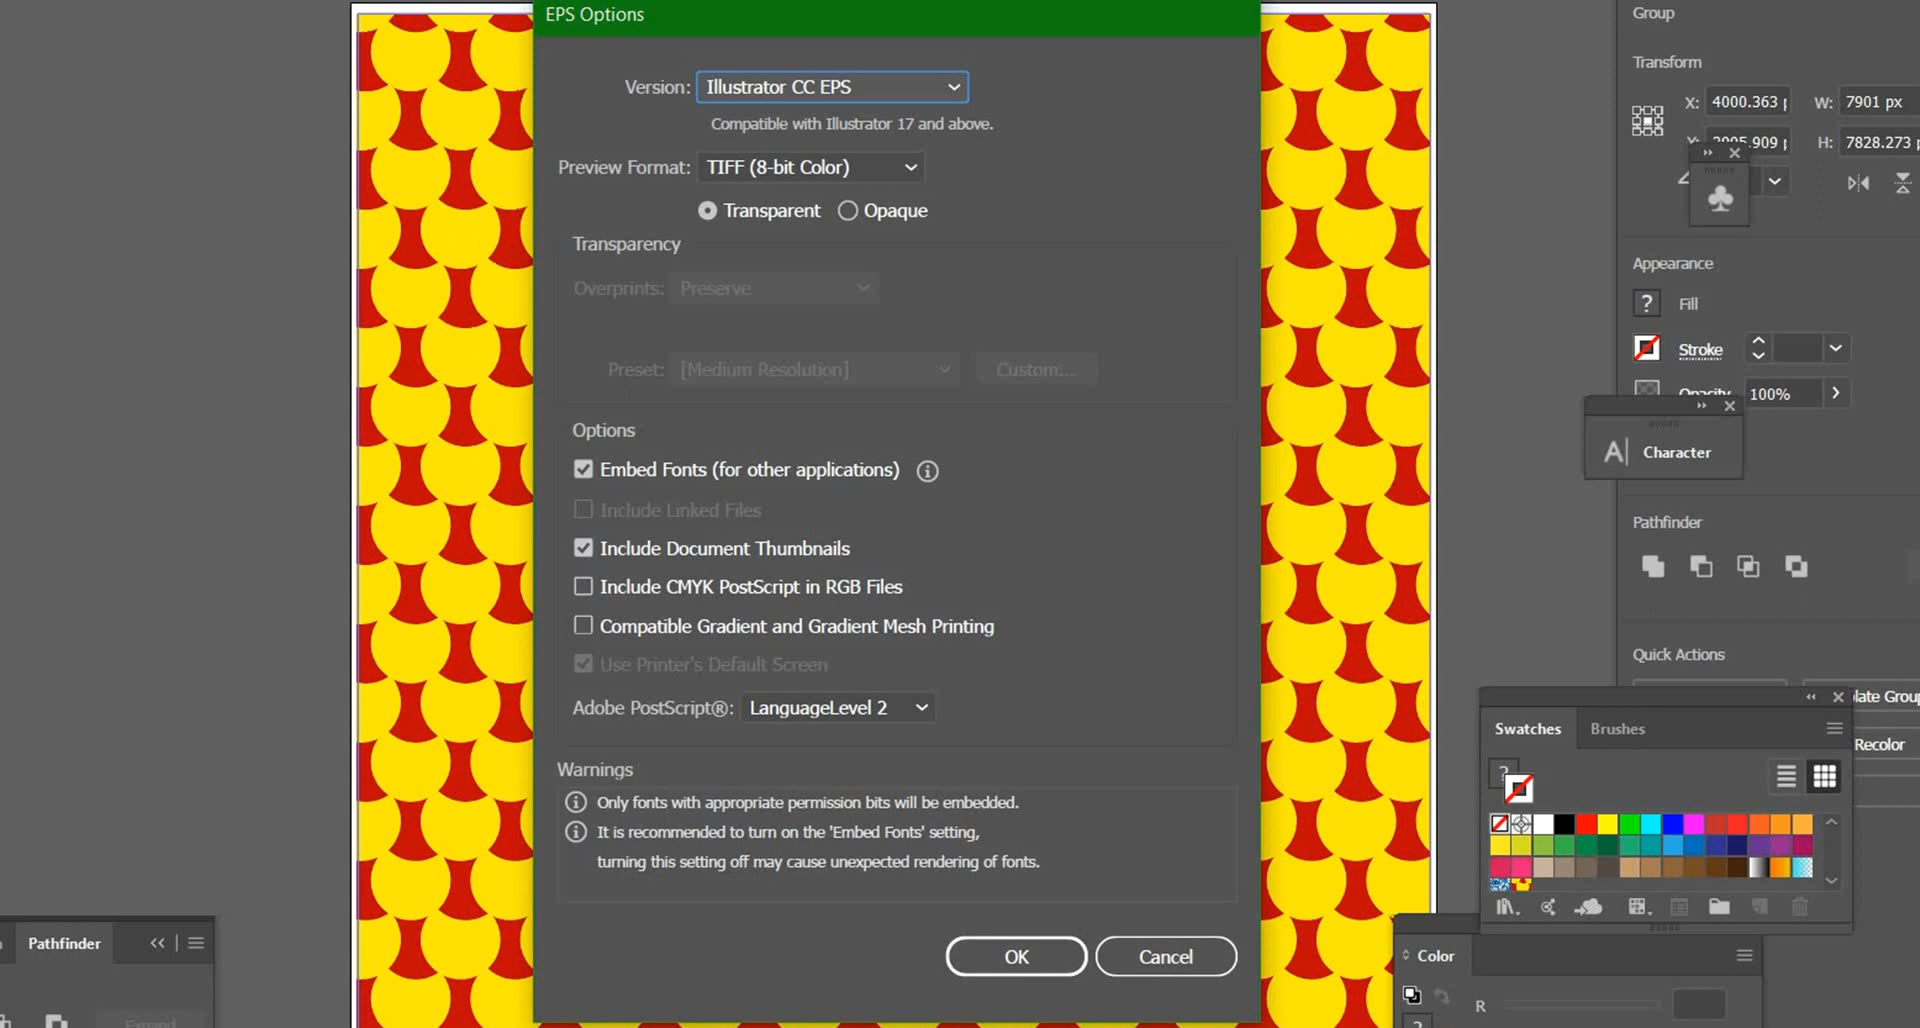 EPS Options
Version: Illustrator CC EPS
Compatible with Illustrator 17 and above.
Preview Format: TIFF (8-bit Color)
Transparent Opaque
Transparency
Overprints: Preserve
Preset: [Medium Resolution] Custom...
Options
Embed Fonts (for other applications)
Include Linked Files
Include Document Thumbnails
Include CMYK PostScript in RGB Files
Compatible Gradient and Gradient Mesh Printing
Use Printer's Default Screen
Adobe PostScript®: LanguageLevel 2
Warnings
Only fonts with appropriate permission bits will be embedded.
It is recommended to turn on the 'Embed Fonts' setting,
turning this setting off may cause unexpected rendering of fonts.
OK Cancel
Group
Transform
X: 4000.363 W: 7901 px
H: 7828.273
Appearance
? Fill
Stroke
Opacity 100%
A Character
Pathfinder
Quick Actions
Recolor
Swatches Brushes
?
Color
R
Pathfinder
Expand